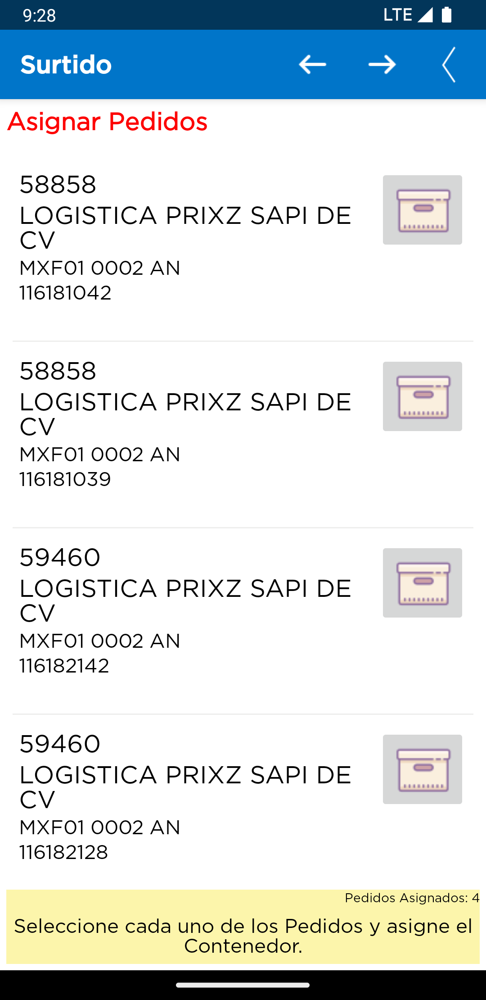 9:28 LTE
Surtido
Asignar Pedidos
58858
LOGISTICA PRIXZ SAPI DE
CV
MXF01 0002 AN
116181042
58858
LOGISTICA PRIXZ SAPI DE
CV
MXF01 0002 AN
116181039
59460
LOGISTICA PRIXZ SAPI DE
CV
MXF01 0002 AN
116182142
59460
LOGISTICA PRIXZ SAPI DE
CV
MXF01 0002 AN
116182128
Pedidos Asignados: 4
Seleccione cada uno de los Pedidos y asigne el
Contenedor.